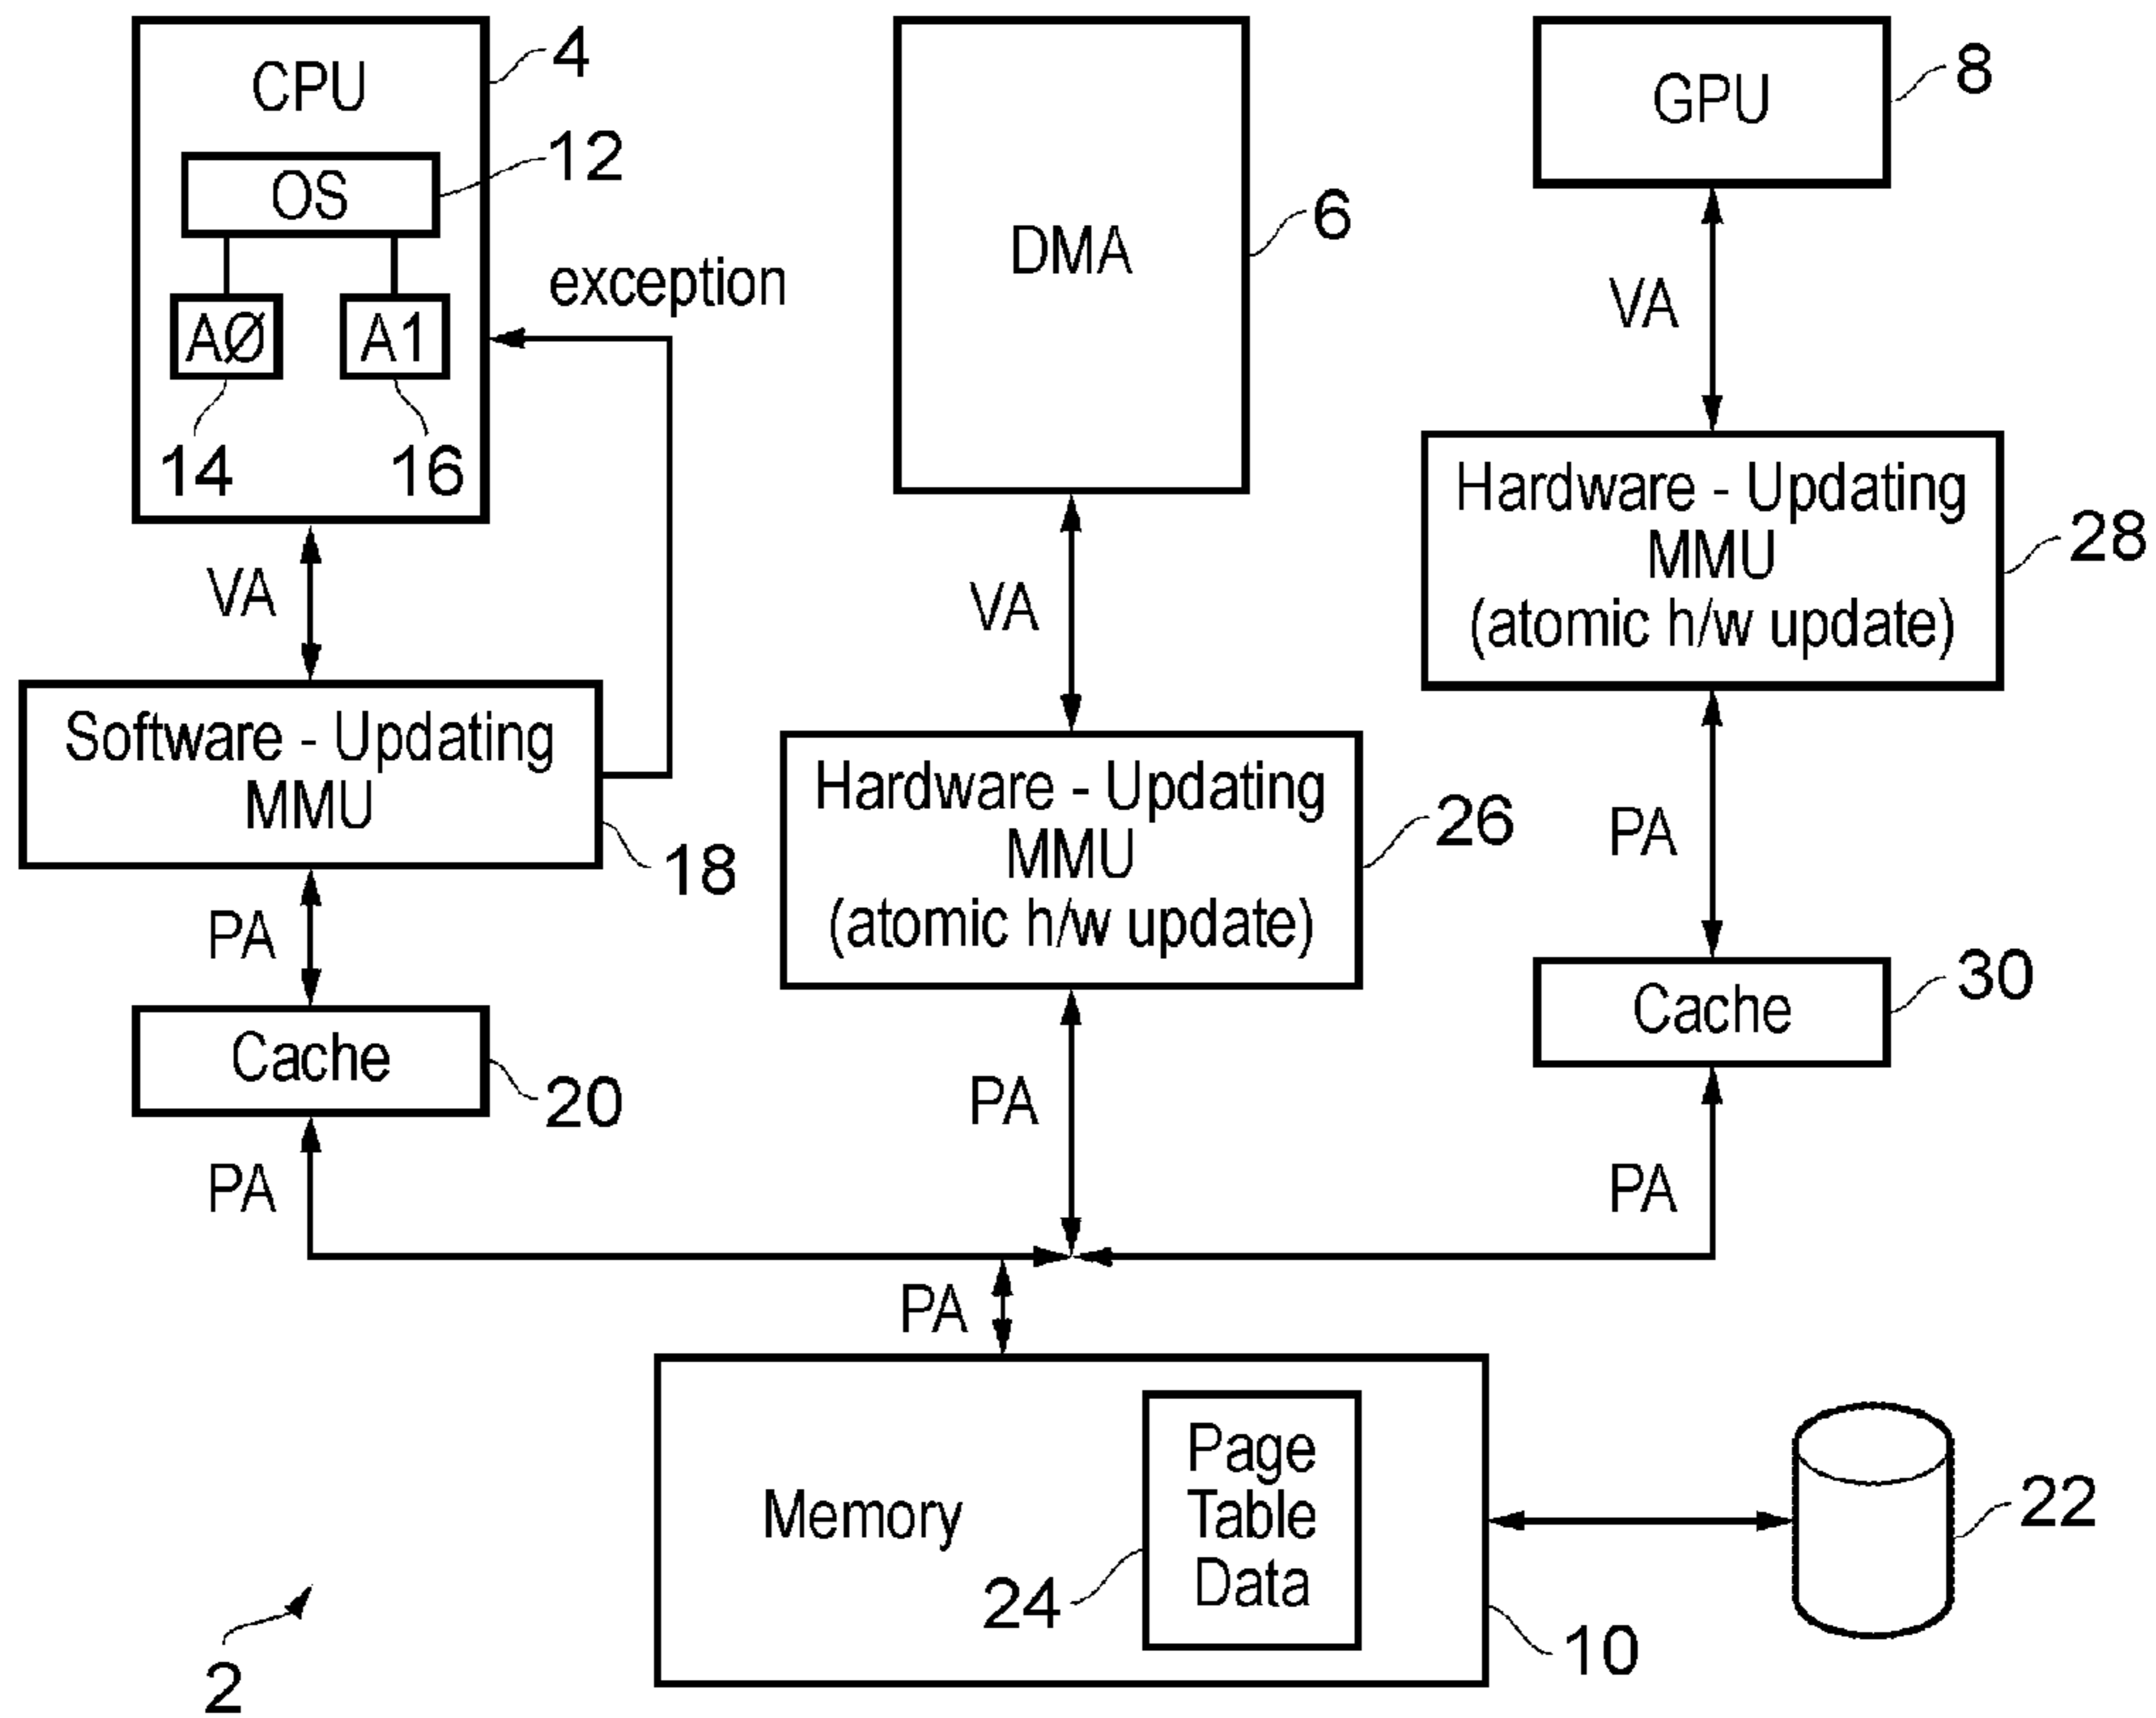 CPU
4
OS
12
AØ
A1
14
16
exception
DMA
6
GPU
8
VA
VA
VA
Software - Updating
MMU
18
Hardware - Updating
MMU
(atomic h/w update)
26
Hardware - Updating
MMU
(atomic h/w update)
28
PA
Cache
20
PA
PA
PA
Cache
30
PA
PA
Memory
Page
Table
Data
24
10
22
2